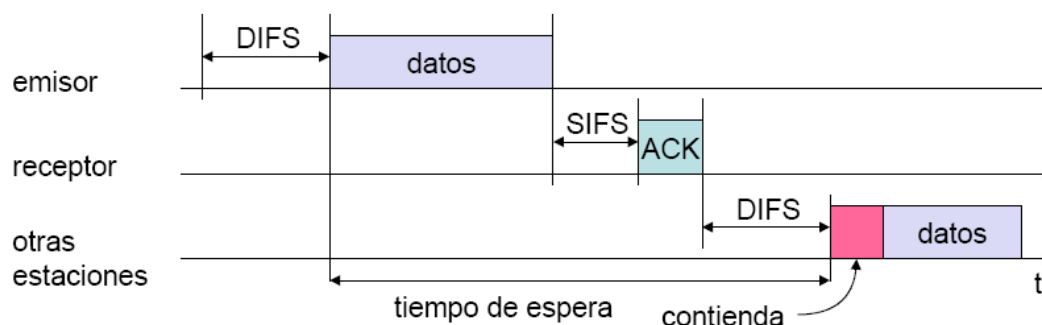 DIFS
datos
emisor
SIFS
ACK
receptor
DIFS
datos
otras
estaciones
t
tiempo de espera
contienda